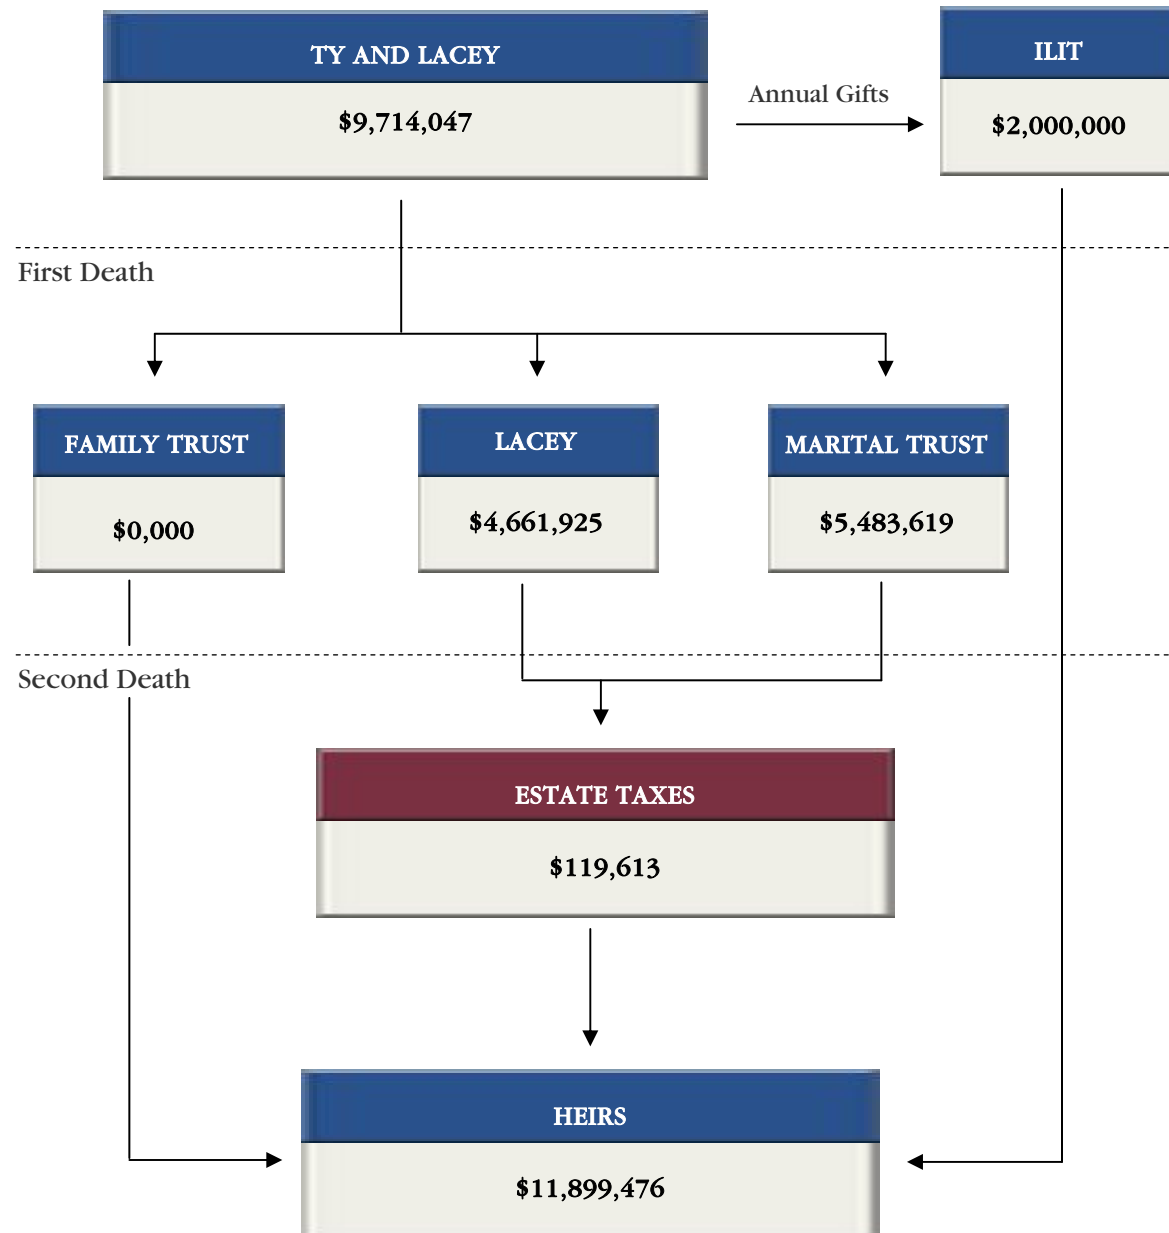 TY AND LACEY
$9,714,047
Annual Gifts
ILIT
$2,000,000
First Death
FAMILY TRUST
$0,000
LACEY
$4,661,925
MARITAL TRUST
$5,483,619
Second Death
ESTATE TAXES
$119,613
HEIRS
$11,899,476